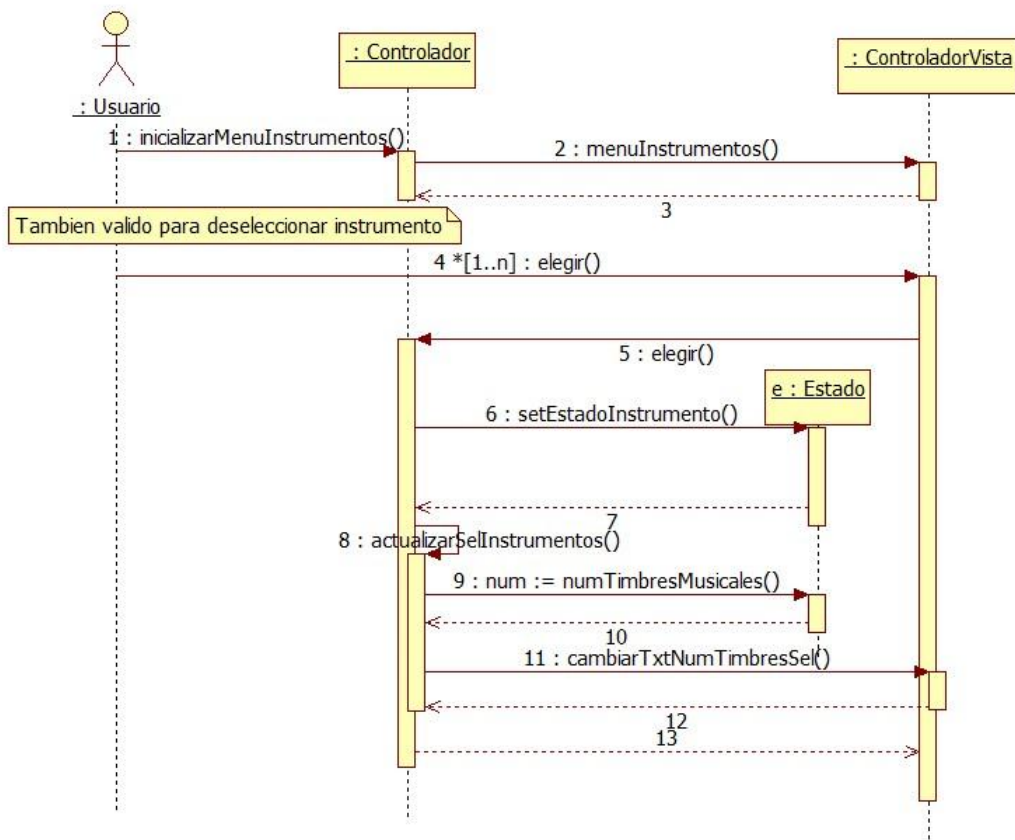 : Controlador
: ControladorVista
: Usuario
1 : inicializarMenuInstrumentos()
2 : menuInstrumentos()
3
Tambien valido para deseleccionar instrumento
4 *[1..n] : elegir()
5 : elegir()
e : Estado
6 : setEstadoInstrumento()
7
8 : actualizarSelInstrumentos()
9 : num := numTimbresMusicales()
10
11 : cambiarTxtNumTimbresSel()
12
13